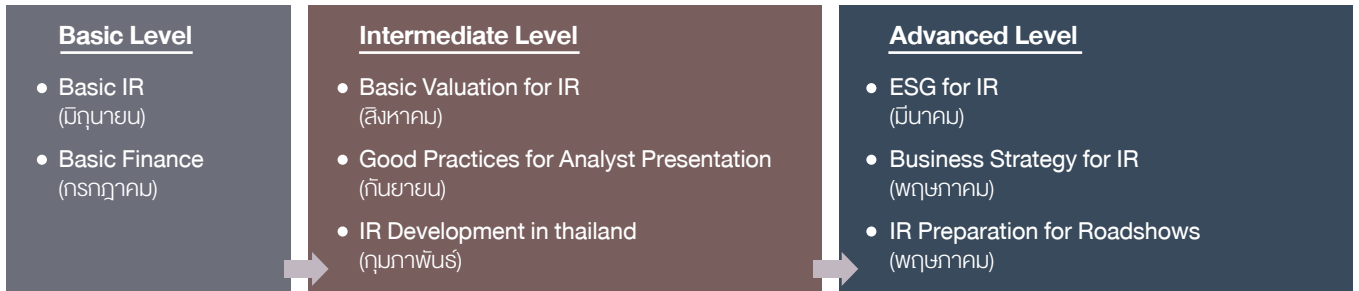 Basic Level
• Basic IR
(มิถุนายน)
• Basic Finance
(กรกฎาคม)
Intermediate Level
• Basic Valuation for IR
(สิงหาคม)
• Good Practices for Analyst Presentation
(กันยายน)
• IR Development in thailand
(กุมภาพันธ์)
Advanced Level
• ESG for IR
(มีนาคม)
• Business Strategy for IR
(พฤษภาคม)
• IR Preparation for Roadshows
(พฤษภาคม)